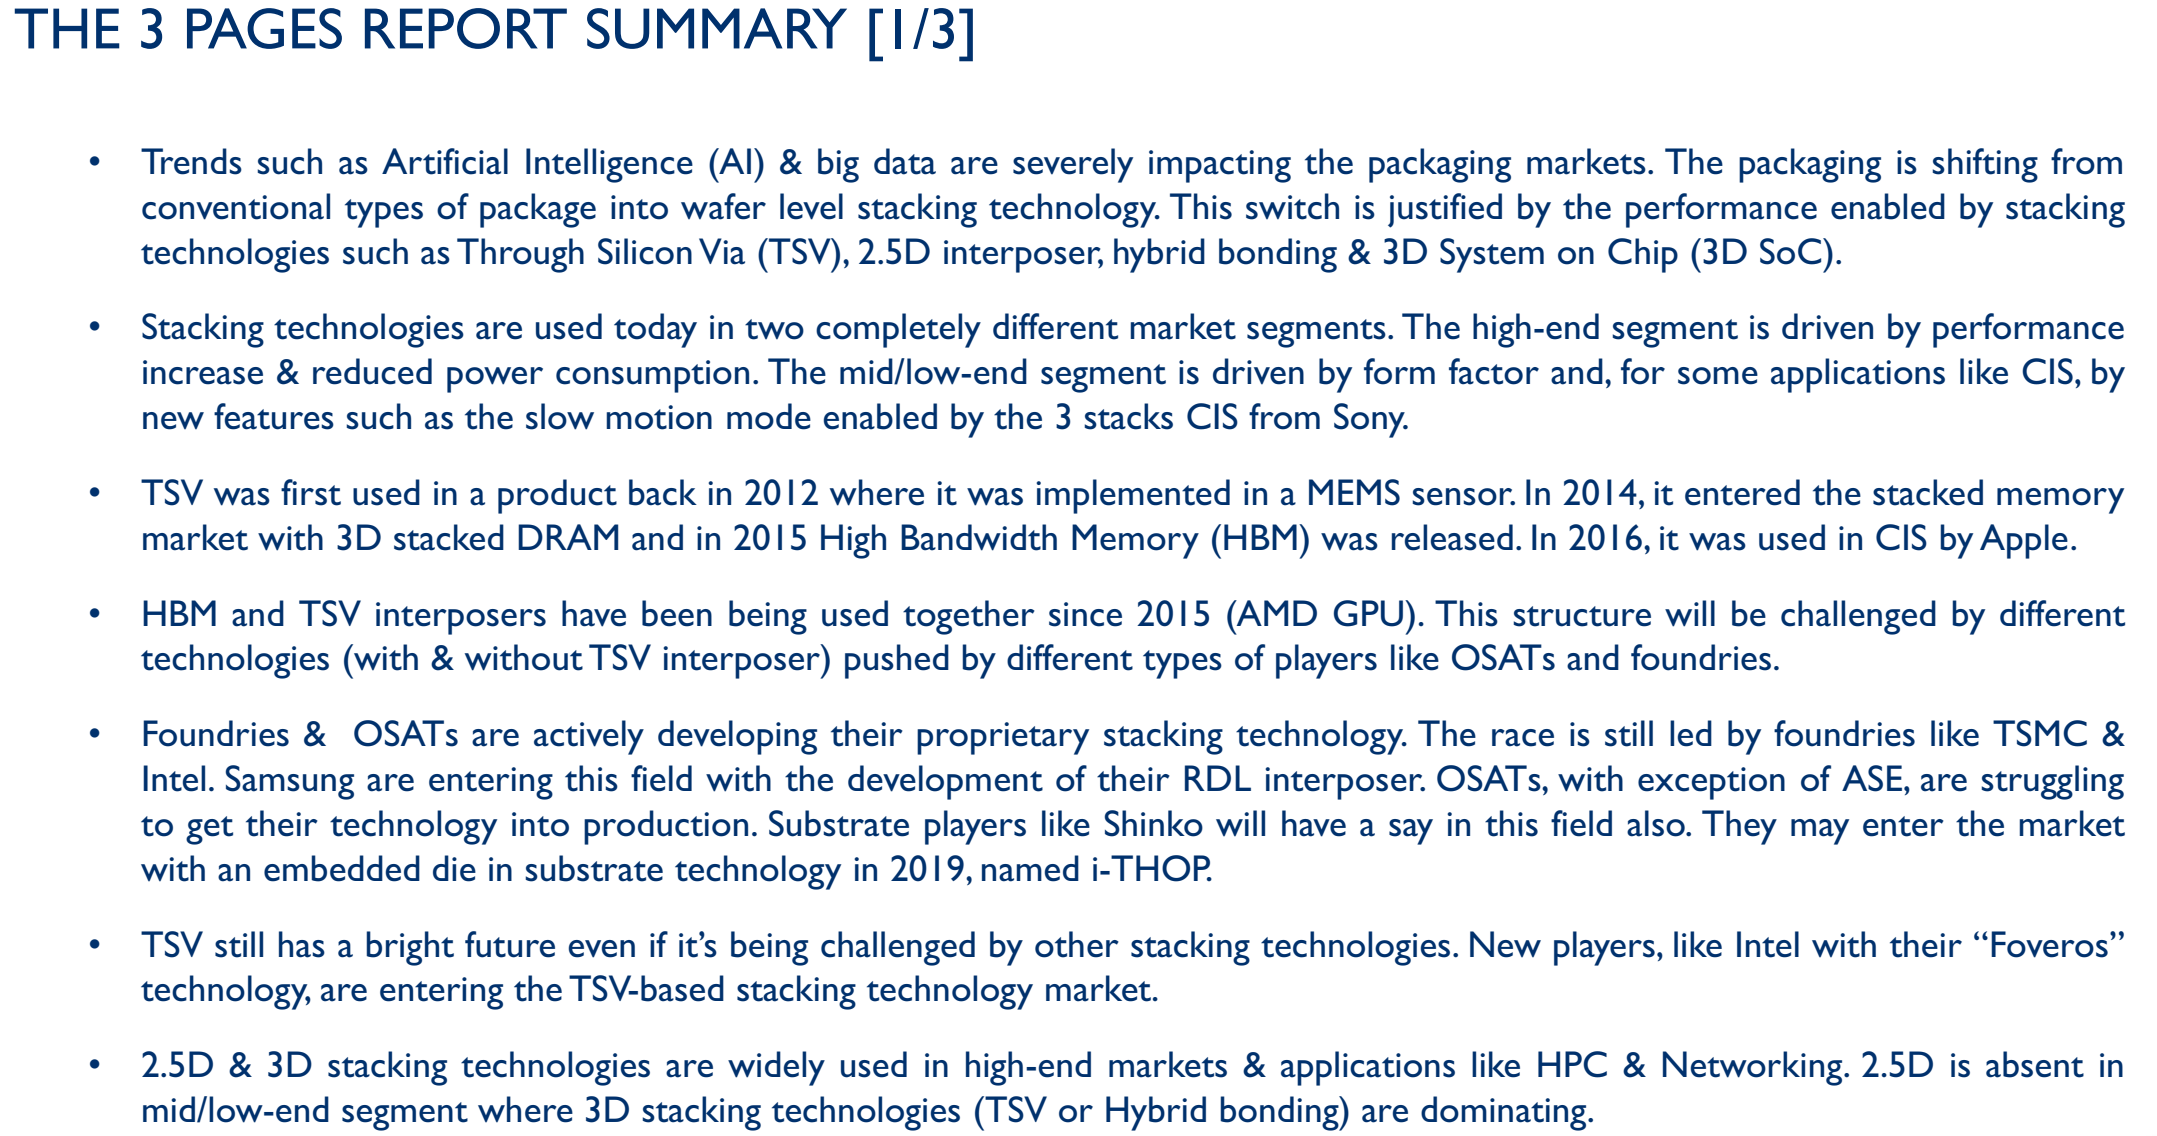 THE 3 PAGES REPORT SUMMARY [1/3]
• Trends such as Artificial Intelligence (AI) & big data are severely impacting the packaging markets. The packaging is shifting from
conventional types of package into wafer level stacking technology. This switch is justified by the performance enabled by stacking
technologies such as Through Silicon Via (TSV), 2.5D interposer, hybrid bonding & 3D System on Chip (3D SoC).
• Stacking technologies are used today in two completely different market segments. The high-end segment is driven by performance
increase & reduced power consumption. The mid/low-end segment is driven by form factor and, for some applications like CIS, by
new features such as the slow motion mode enabled by the 3 stacks CIS from Sony.
• TSV was first used in a product back in 2012 where it was implemented in a MEMS sensor. In 2014, it entered the stacked memory
market with 3D stacked DRAM and in 2015 High Bandwidth Memory (HBM) was released. In 2016, it was used in CIS by Apple.
• HBM and TSV interposers have been being used together since 2015 (AMD GPU). This structure will be challenged by different
technologies (with & without TSV interposer) pushed by different types of players like OSATs and foundries.
• Foundries & OSATs are actively developing their proprietary stacking technology. The race is still led by foundries like TSMC &
Intel. Samsung are entering this field with the development of their RDL interposer. OSATs, with exception of ASE, are struggling
to get their technology into production. Substrate players like Shinko will have a say in this field also. They may enter the market
with an embedded die in substrate technology in 2019, named i-THOP.
• TSV still has a bright future even if it’s being challenged by other stacking technologies. New players, like Intel with their “Foveros”
technology, are entering the TSV-based stacking technology market.
• 2.5D & 3D stacking technologies are widely used in high-end markets & applications like HPC & Networking. 2.5D is absent in
mid/low-end segment where 3D stacking technologies (TSV or Hybrid bonding) are dominating.